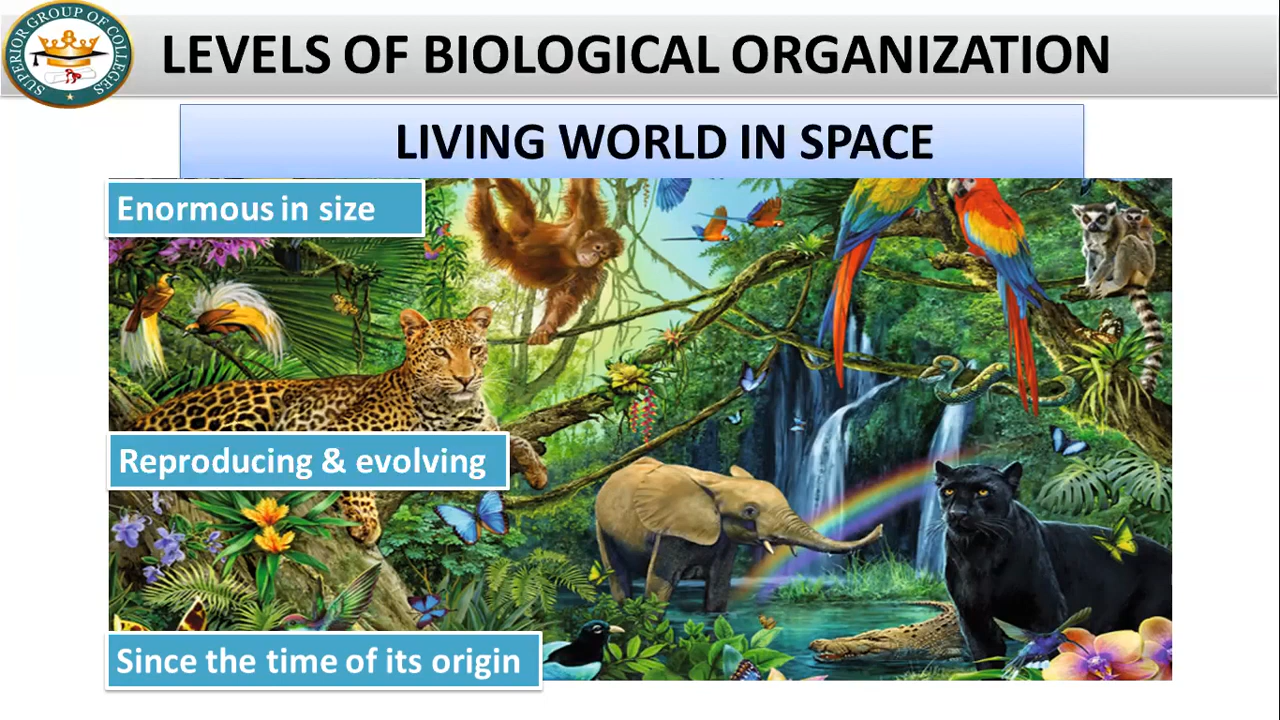 SUPERIOR GROUP OF COLLEGES
LEVELS OF BIOLOGICAL ORGANIZATION
LIVING WORLD IN SPACE
Enormous in size
Reproducing & evolving
Since the time of its origin